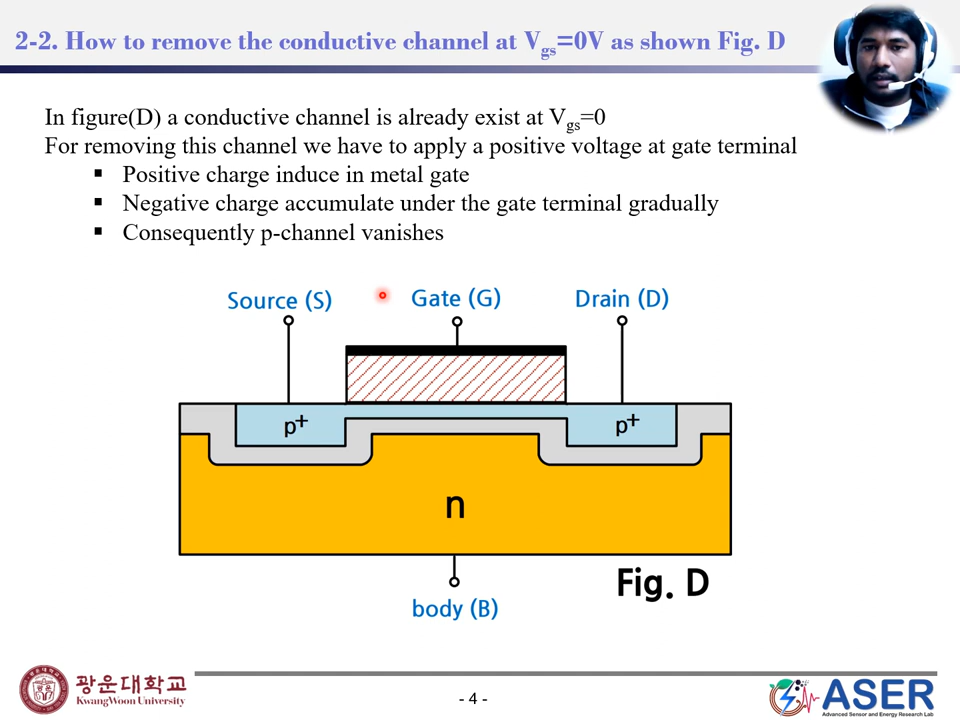 2-2. How to remove the conductive channel at Vgs=0V as shown Fig. D
In figure(D) a conductive channel is already exist at Vgs=0
For removing this channel we have to apply a positive voltage at gate terminal
▪ Positive charge induce in metal gate
▪ Negative charge accumulate under the gate terminal gradually
▪ Consequently p-channel vanishes
Source (S) Gate (G) Drain (D)
p+ p+
n
Fig. D
body (B)
광운대학교
KwangWoon University
- 4 -
ASER
Advanced Sensor and Energy Research Lab